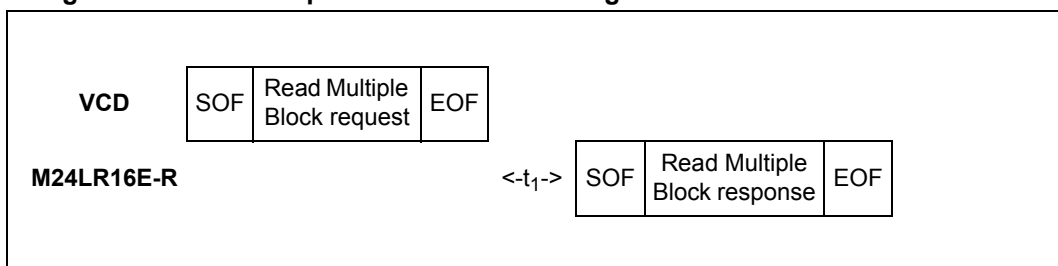 VCD SOF Read Multiple Block request EOF
M24LR16E-R <-t1-> SOF Read Multiple Block response EOF